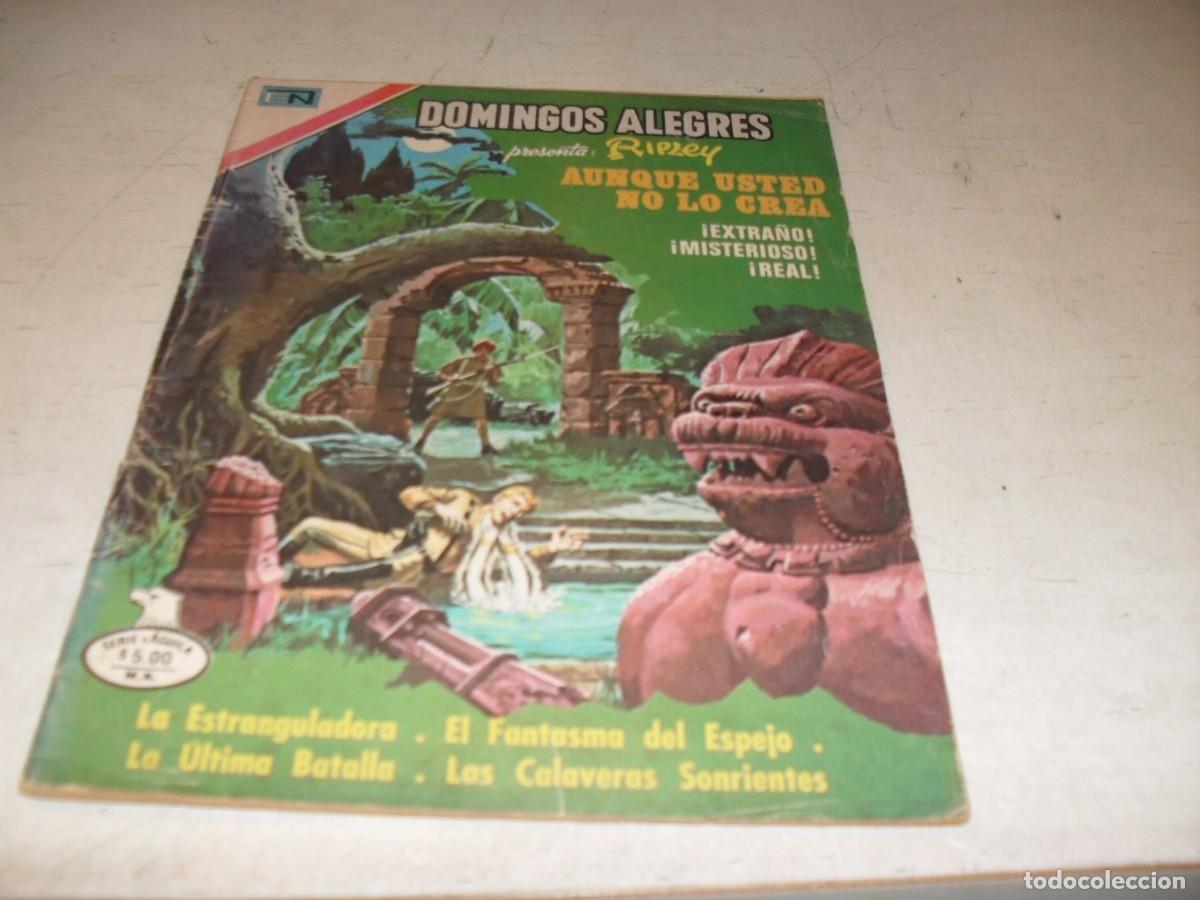 EN
DOMINGOS ALEGRES
presenta: RIPLEY
AUNQUE USTED
NO LO CREA
¡EXTRAÑO!
¡MISTERIOSO!
¡REAL!
SERIE - AGUILA
$ 5.00
M.N.
La Estranguladora . El Fantasma del Espejo .
La Última Batalla . Las Calaveras Sonrientes
todocoleccion